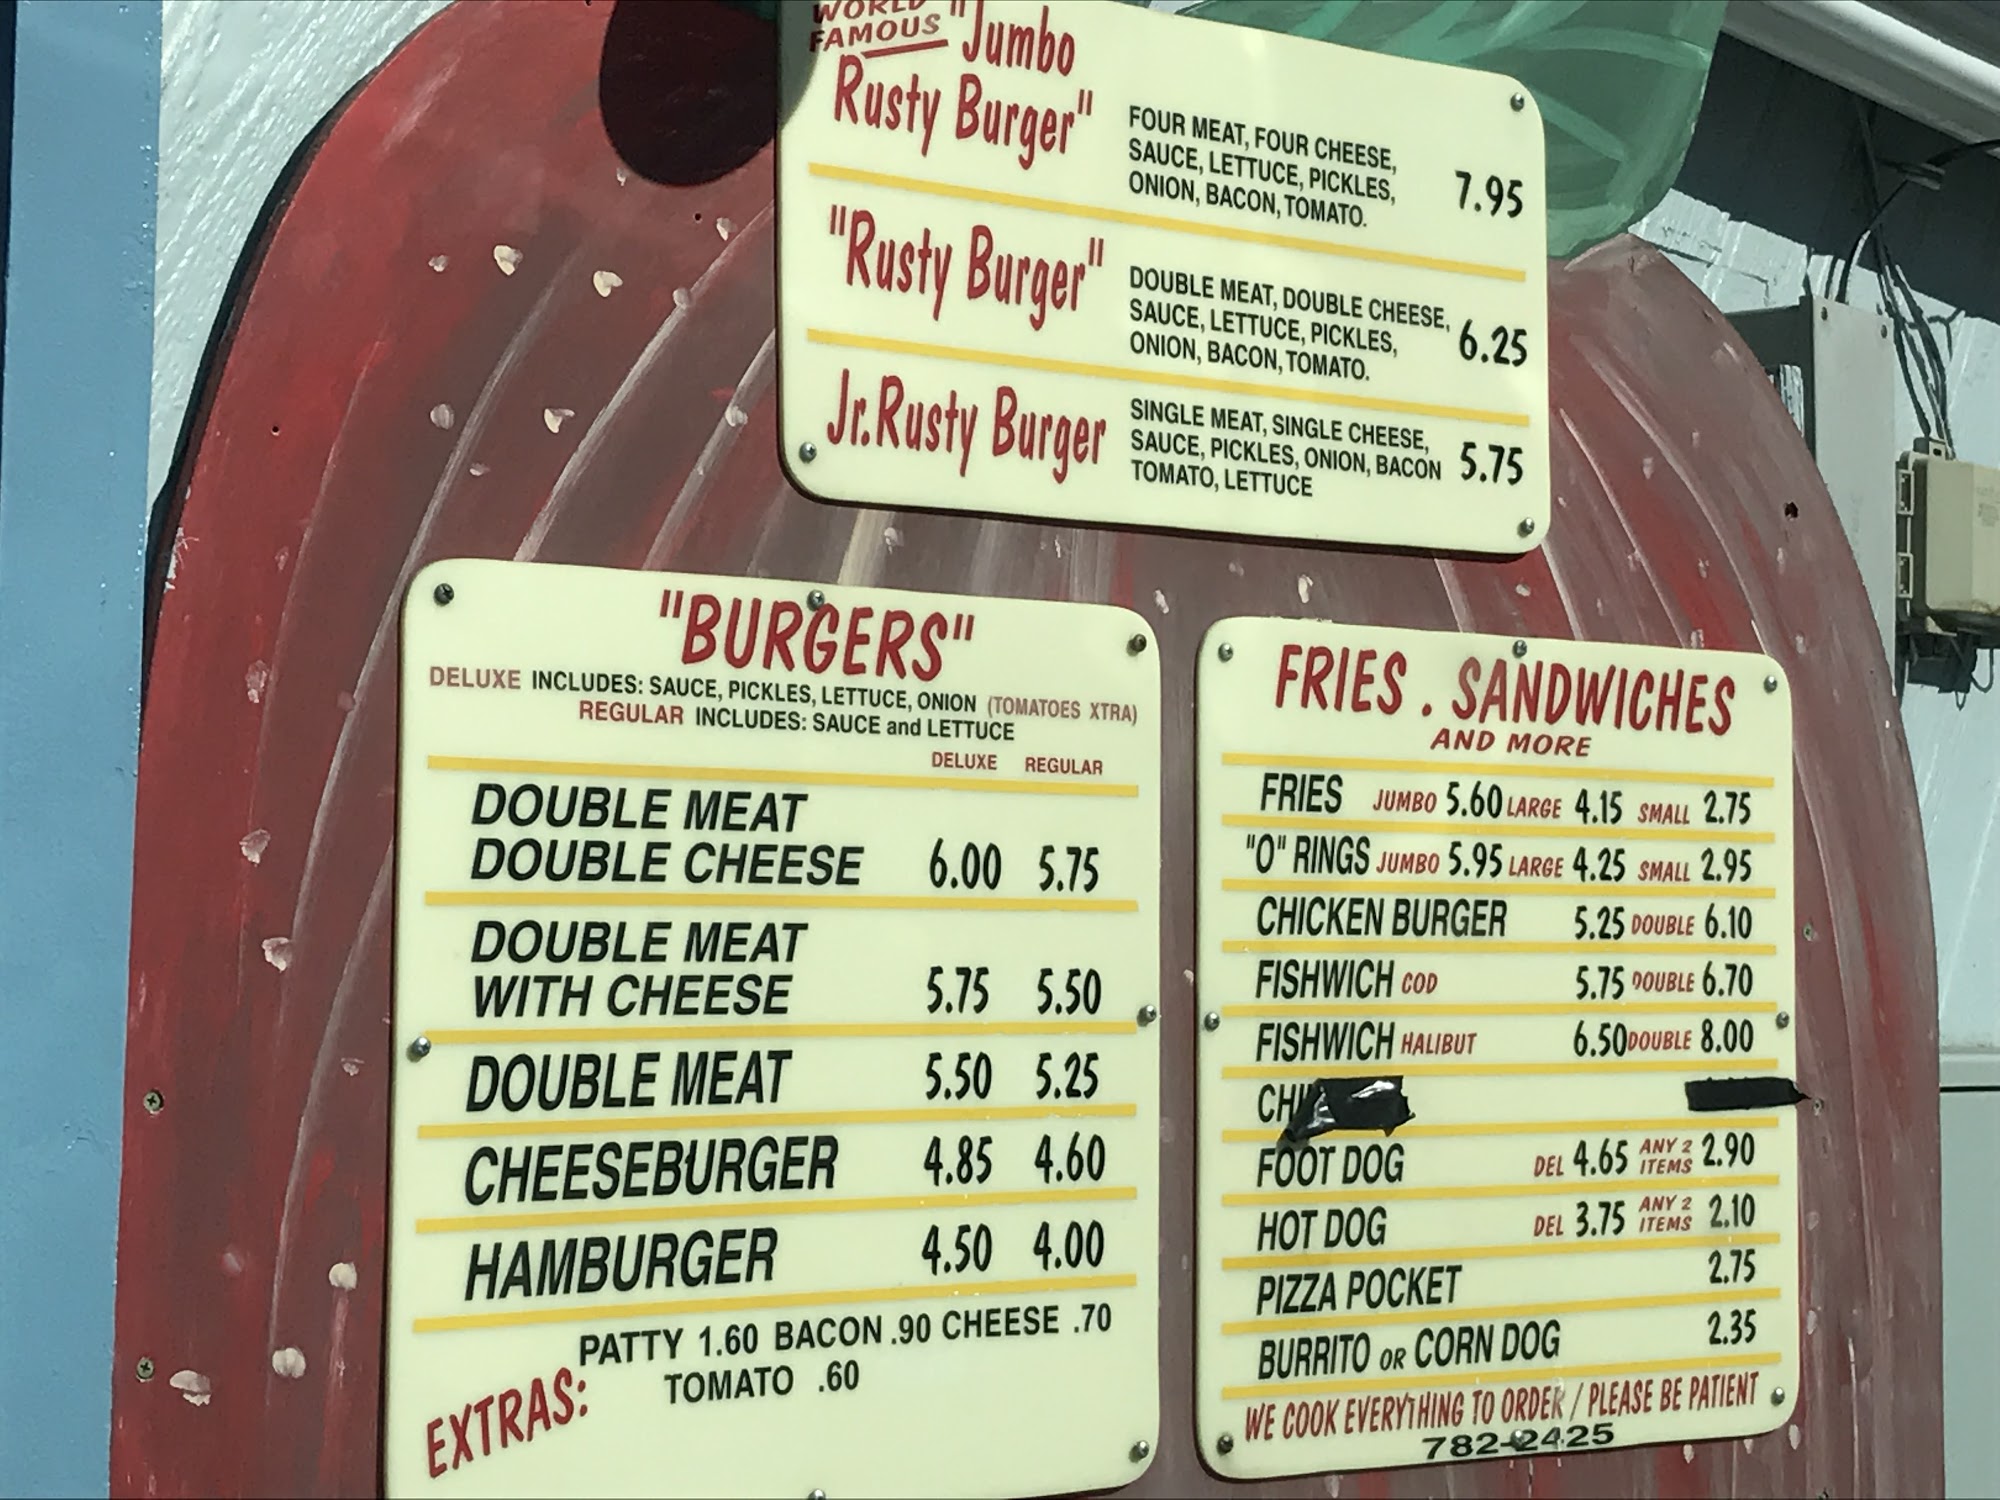 WORLD
FAMOUS "Jumbo
Rusty Burger"
FOUR MEAT, FOUR CHEESE,
SAUCE, LETTUCE, PICKLES,
ONION, BACON, TOMATO.
7.95
"Rusty Burger"
DOUBLE MEAT, DOUBLE CHEESE,
SAUCE, LETTUCE, PICKLES,
ONION, BACON, TOMATO.
6.25
Jr. Rusty Burger
SINGLE MEAT, SINGLE CHEESE,
SAUCE, PICKLES, ONION, BACON
TOMATO, LETTUCE
5.75
"BURGERS"
DELUXE INCLUDES: SAUCE, PICKLES, LETTUCE, ONION (TOMATOES XTRA)
REGULAR INCLUDES: SAUCE and LETTUCE
DELUXE REGULAR
DOUBLE MEAT
DOUBLE CHEESE 6.00 5.75
DOUBLE MEAT
WITH CHEESE 5.75 5.50
DOUBLE MEAT 5.50 5.25
CHEESEBURGER 4.85 4.60
HAMBURGER 4.50 4.00
EXTRAS: PATTY 1.60 BACON .90 CHEESE .70
TOMATO .60
FRIES . SANDWICHES
AND MORE
FRIES JUMBO 5.60 LARGE 4.15 SMALL 2.75
"O" RINGS JUMBO 5.95 LARGE 4.25 SMALL 2.95
CHICKEN BURGER 5.25 DOUBLE 6.10
FISHWICH COD 5.75 DOUBLE 6.70
FISHWICH HALIBUT 6.50 DOUBLE 8.00
FOOT DOG DEL 4.65 ANY 2 ITEMS 2.90
HOT DOG DEL 3.75 ANY 2 ITEMS 2.10
PIZZA POCKET 2.75
BURRITO OR CORN DOG 2.35
WE COOK EVERYTHING TO ORDER / PLEASE BE PATIENT
782-2425